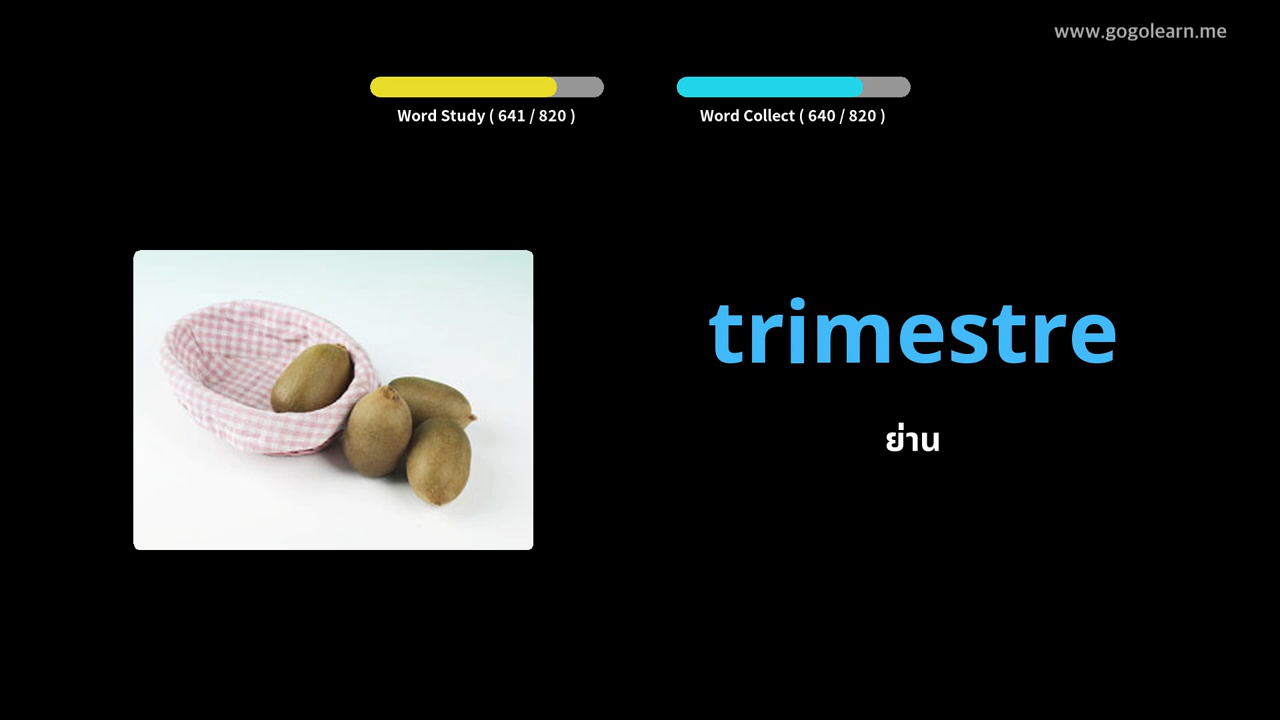 www.gogolearn.me
Word Study ( 641 / 820 )
Word Collect ( 640 / 820 )
trimestre
ย่าน